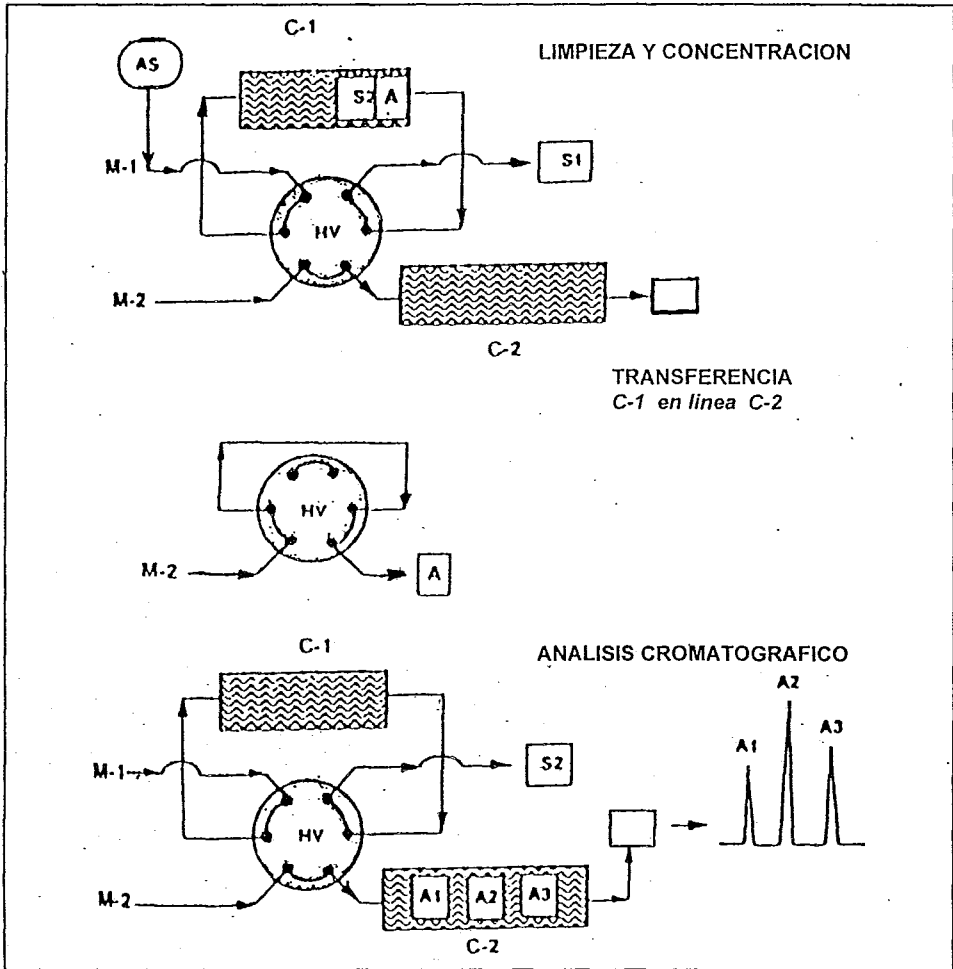 C-1
LIMPIEZA Y CONCENTRACION
AS
S2 A
M-1
S1
HV
M-2
C-2
TRANSFERENCIA
C-1 en linea C-2
HV
M-2
A
C-1
ANALISIS CROMATOGRAFICO
A2
A1
A3
M-1
S2
HV
M-2
A1 A2 A3
C-2